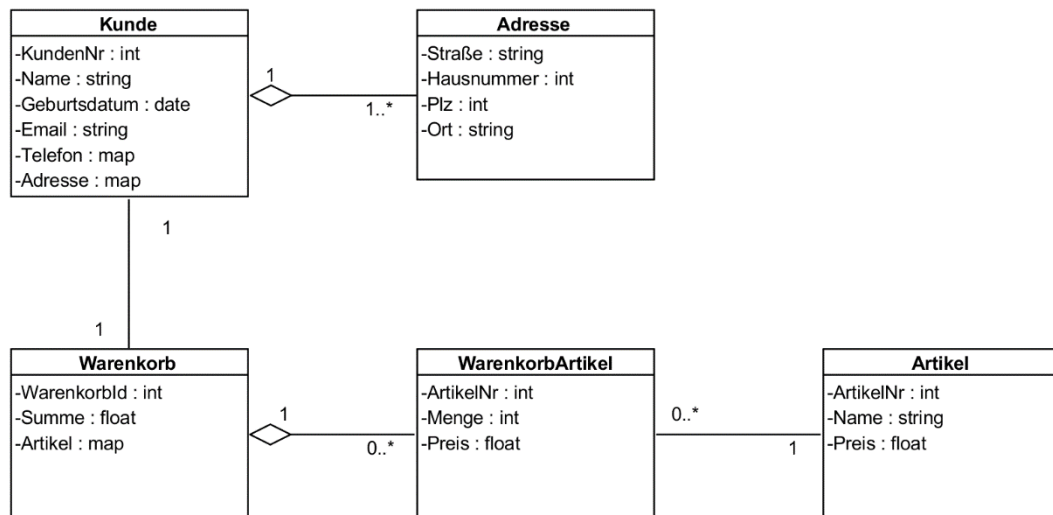 Kunde
-KundenNr : int
-Name : string
-Geburtsdatum : date
-Email : string
-Telefon : map
-Adresse : map
1
1..*
Adresse
-Straße : string
-Hausnummer : int
-Plz : int
-Ort : string
1
1
Warenkorb
-WarenkorbId : int
-Summe : float
-Artikel : map
1
0..*
WarenkorbArtikel
-ArtikelNr : int
-Menge : int
-Preis : float
0..*
1
Artikel
-ArtikelNr : int
-Name : string
-Preis : float